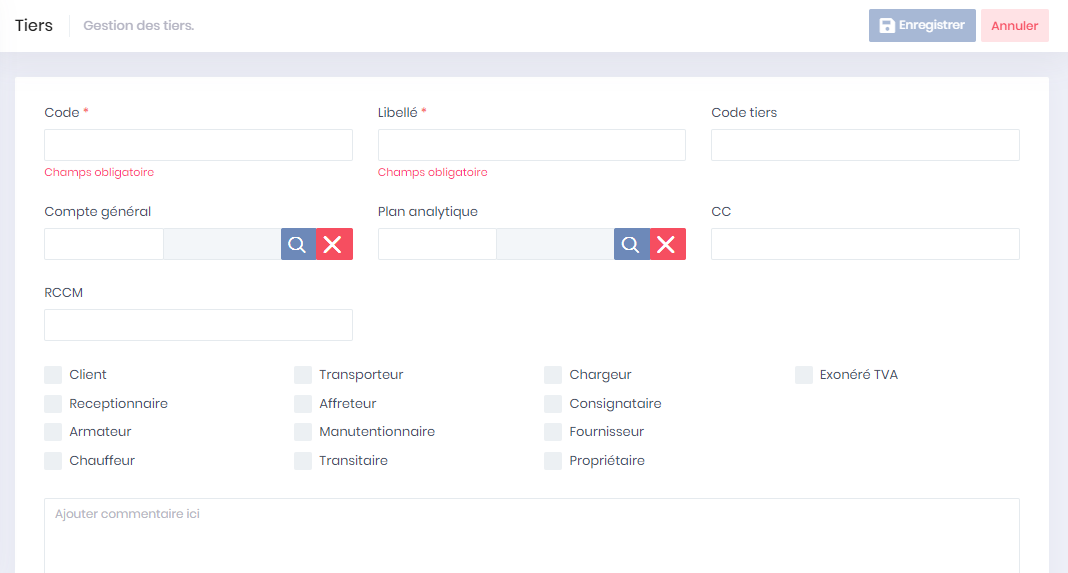 Tiers Gestion des tiers. Enregistrer Annuler
Code * Libellé * Code tiers
Champs obligatoire Champs obligatoire
Compte général Plan analytique CC
RCCM
Client Transporteur Chargeur Exonéré TVA
Receptionnaire Affreteur Consignataire
Armateur Manutentionnaire Fournisseur
Chauffeur Transitaire Propriétaire
Ajouter commentaire ici